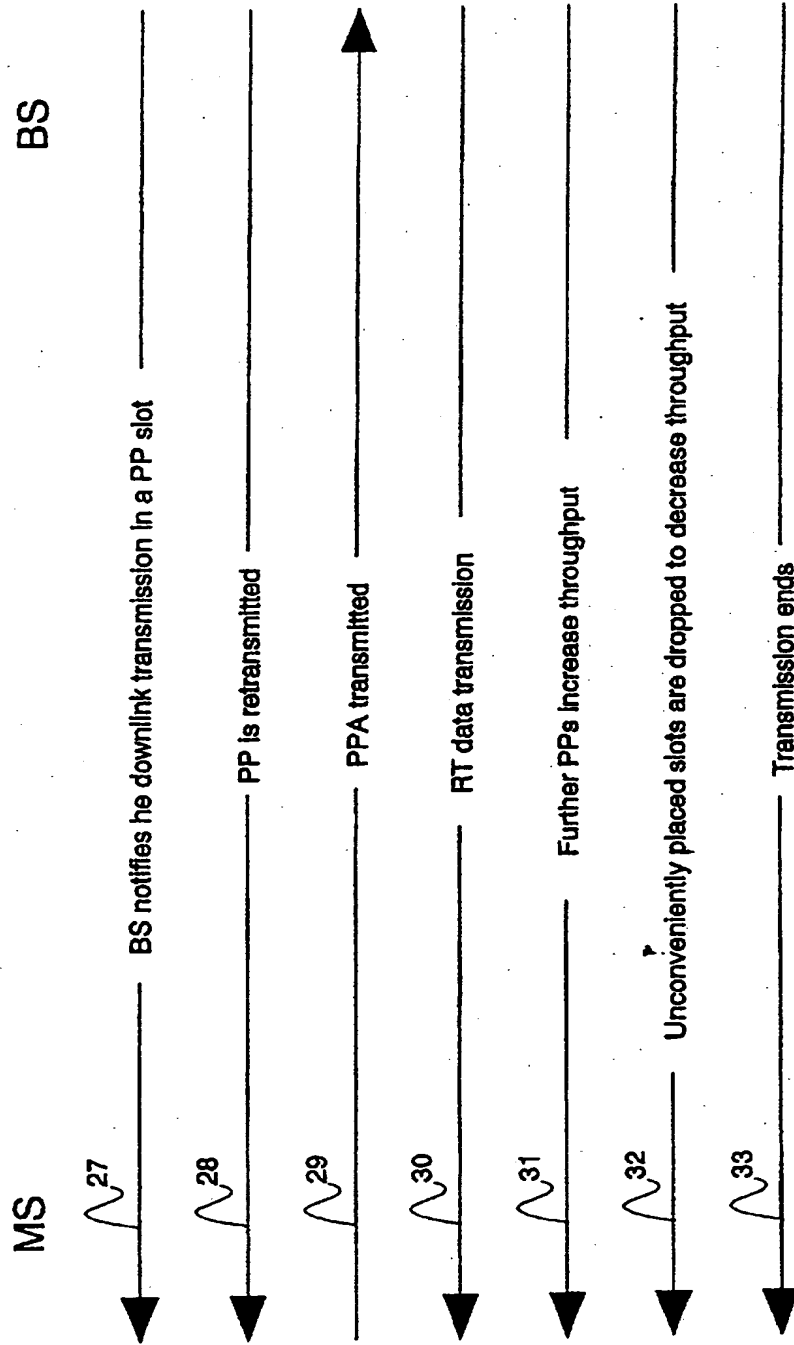 MS BS
27
BS notifies he downlink transmission in a PP slot
28
PP is retransmitted
29
PPA transmitted
30
RT data transmission
31
Further PPs increase throughput
32
Unconveniently placed slots are dropped to decrease throughput
33
Transmission ends